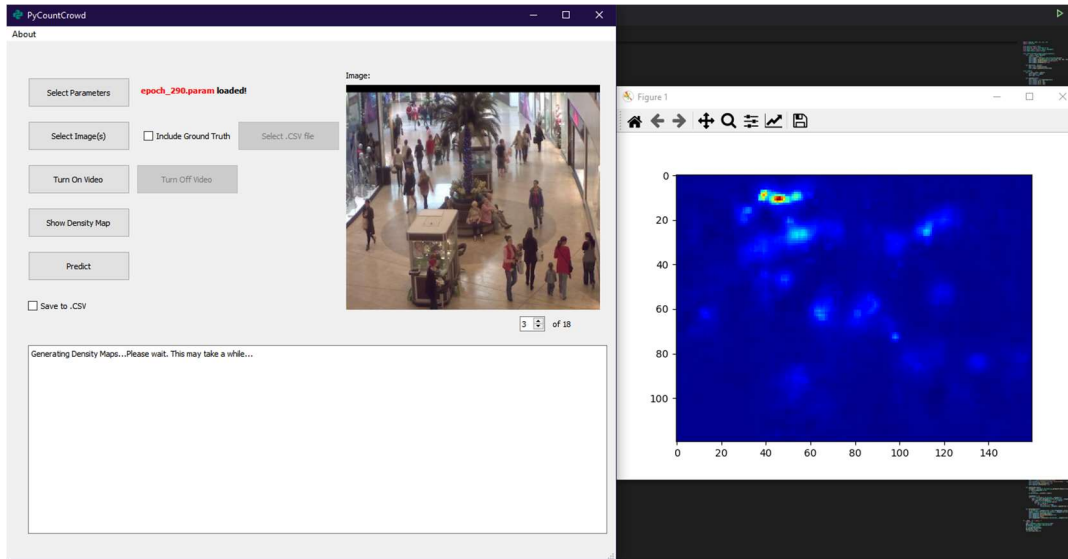 PyCountCrowd
About
Select Parameters
epoch_290.param loaded!
Image:
Select Image(s)
Include Ground Truth
Select .CSV file
Turn On Video
Turn Off Video
Show Density Map
Predict
Save to .CSV
3 of 18
Generating Density Maps...Please wait. This may take a while...
Figure 1
0
20
40
60
80
100
0 20 40 60 80 100 120 140